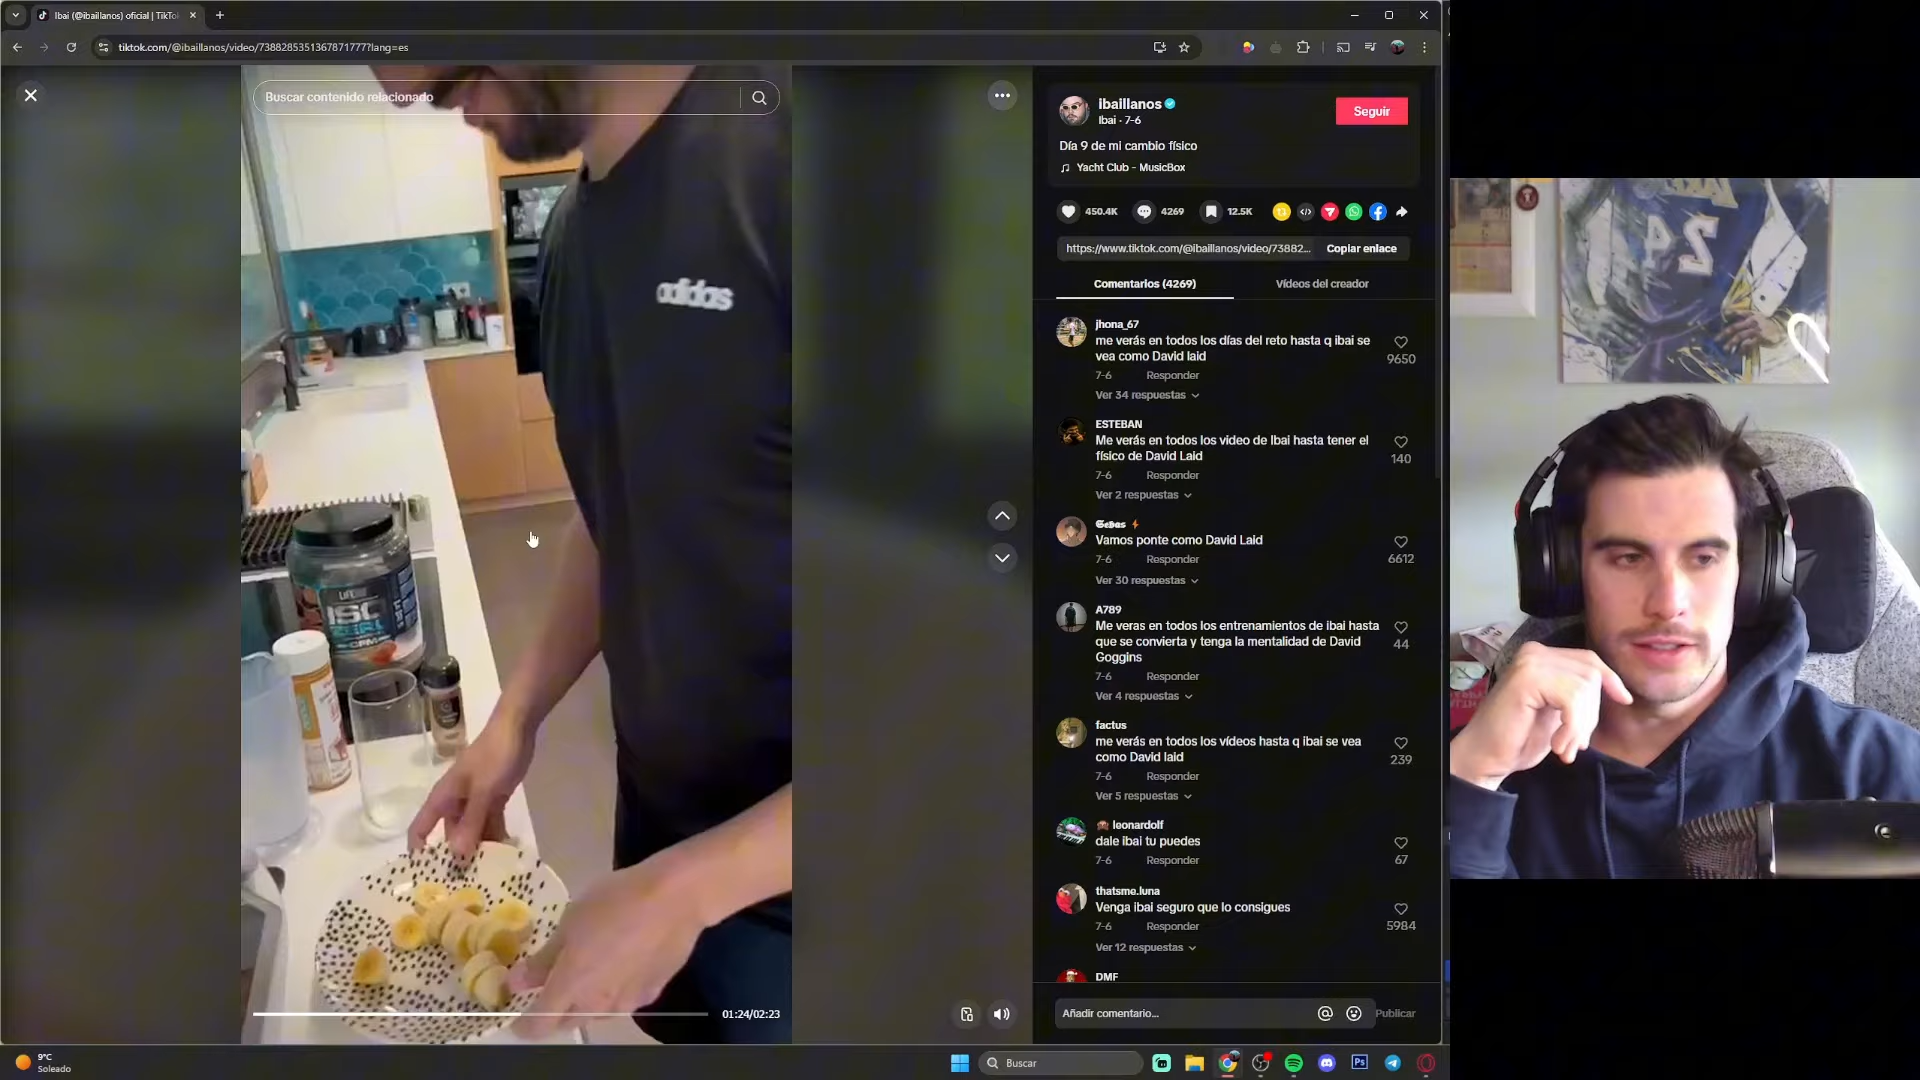 Ibai (@ibaillanos) oficial | TikTo
tiktok.com/@ibaillanos/video/7388285351367871777?lang=es
Buscar contenido relacionado
adidas
ISO
01:24/02:23
ibaillanos
Ibai · 7-6
Seguir
Día 9 de mi cambio físico
Yacht Club - MusicBox
450.4K
4269
12.5K
https://www.tiktok.com/@ibaillanos/video/73882...
Copiar enlace
Comentarios (4269)
Vídeos del creador
jhona_67
me verás en todos los días del reto hasta q ibai se
vea como David laid
9650
7-6 Responder
Ver 34 respuestas
ESTEBAN
Me verás en todos los video de Ibai hasta tener el
físico de David Laid
140
7-6 Responder
Ver 2 respuestas
𝕾𝖊𝖇𝖆𝖘
Vamos ponte como David Laid
6612
7-6 Responder
Ver 30 respuestas
A789
Me veras en todos los entrenamientos de ibai hasta
que se convierta y tenga la mentalidad de David
Goggins
44
7-6 Responder
Ver 4 respuestas
factus
me verás en todos los vídeos hasta q ibai se vea
como David laid
239
7-6 Responder
Ver 5 respuestas
leonardolf
dale ibai tu puedes
67
7-6 Responder
thatsme.luna
Venga ibai seguro que lo consigues
5984
7-6 Responder
Ver 12 respuestas
DMF
Añadir comentario...
Publicar
24
9°C
Soleado
Buscar
Ps